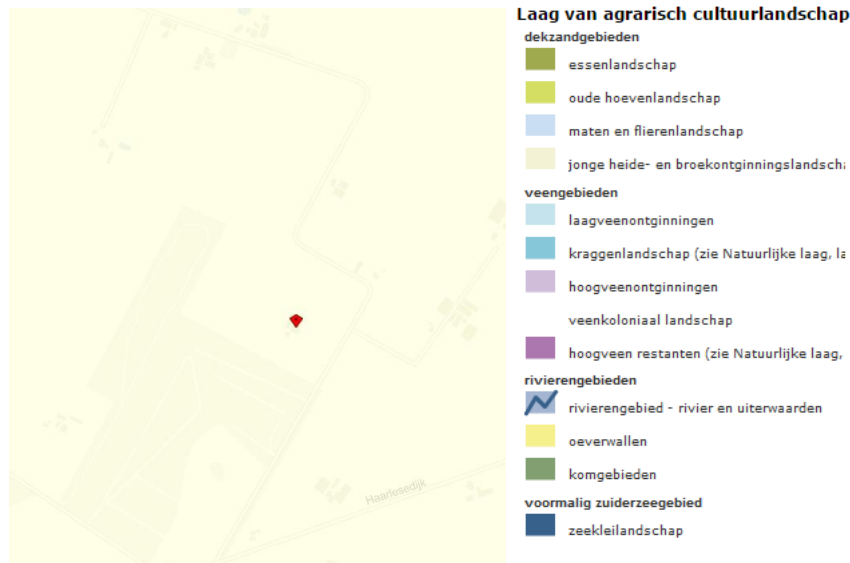 Laag van agrarisch cultuurlandschap
dekzandgebieden
essenlandschap
oude hoevenlandschap
maten en flierenlandschap
jonge heide- en broekontginningslandscha
veengebieden
laagveenontginningen
kraggenlandschap (zie Natuurlijke laag, la
hoogveenontginningen
veenkoloniaal landschap
hoogveen restanten (zie Natuurlijke laag,
rivierengebieden
rivierengebied - rivier en uiterwaarden
oeverwallen
komgebieden
voormalig zuiderzeegebied
zeekleilandschap
Haarlesedijk